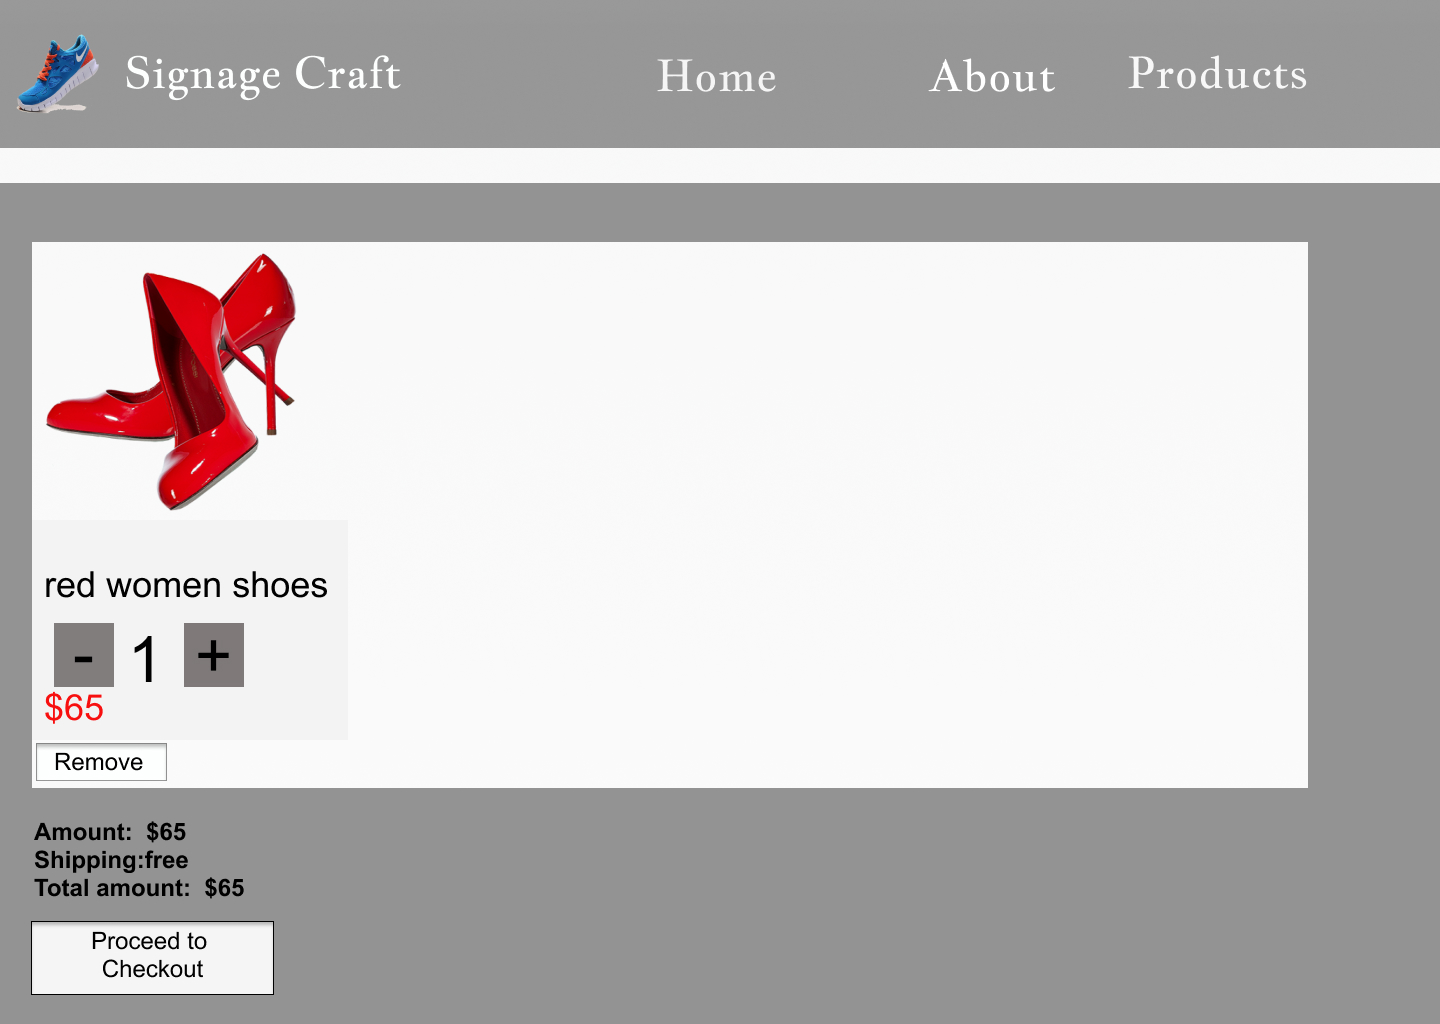 Signage Craft Home About Products
red women shoes
- 1 +
$65
Remove
Amount: $65
Shipping:free
Total amount: $65
Proceed to
Checkout